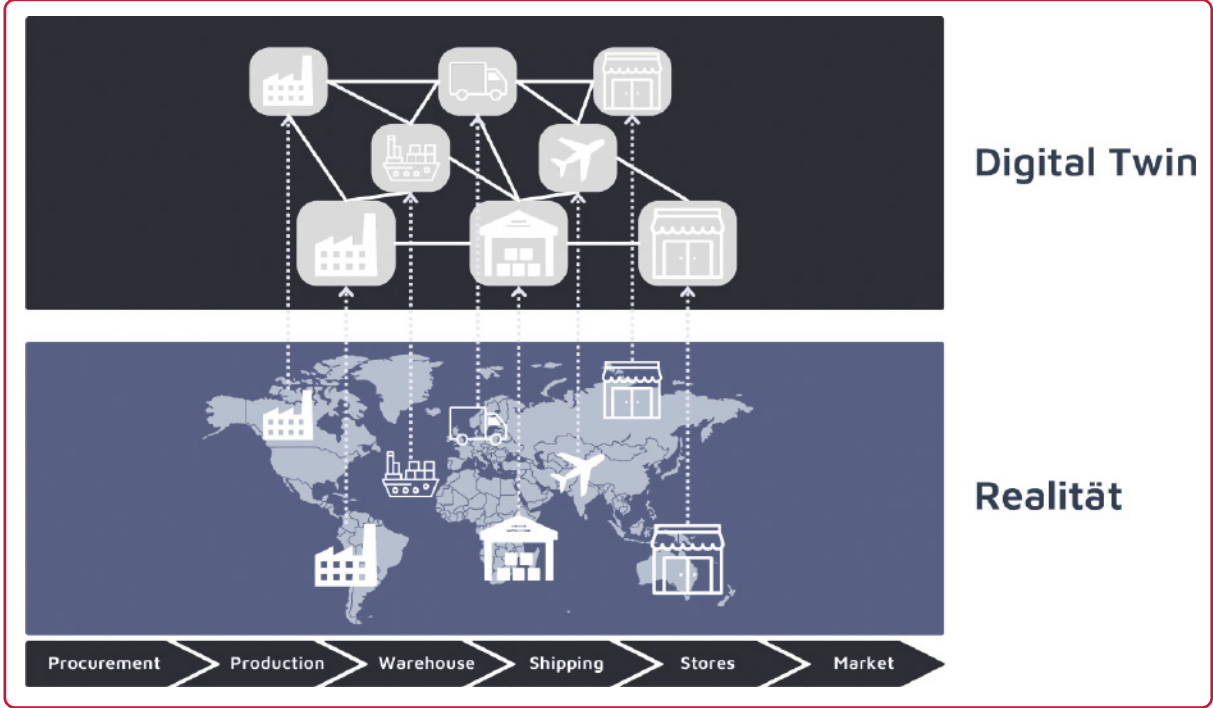 Digital Twin
Realität
Procurement
Production
Warehouse
Shipping
Stores
Market